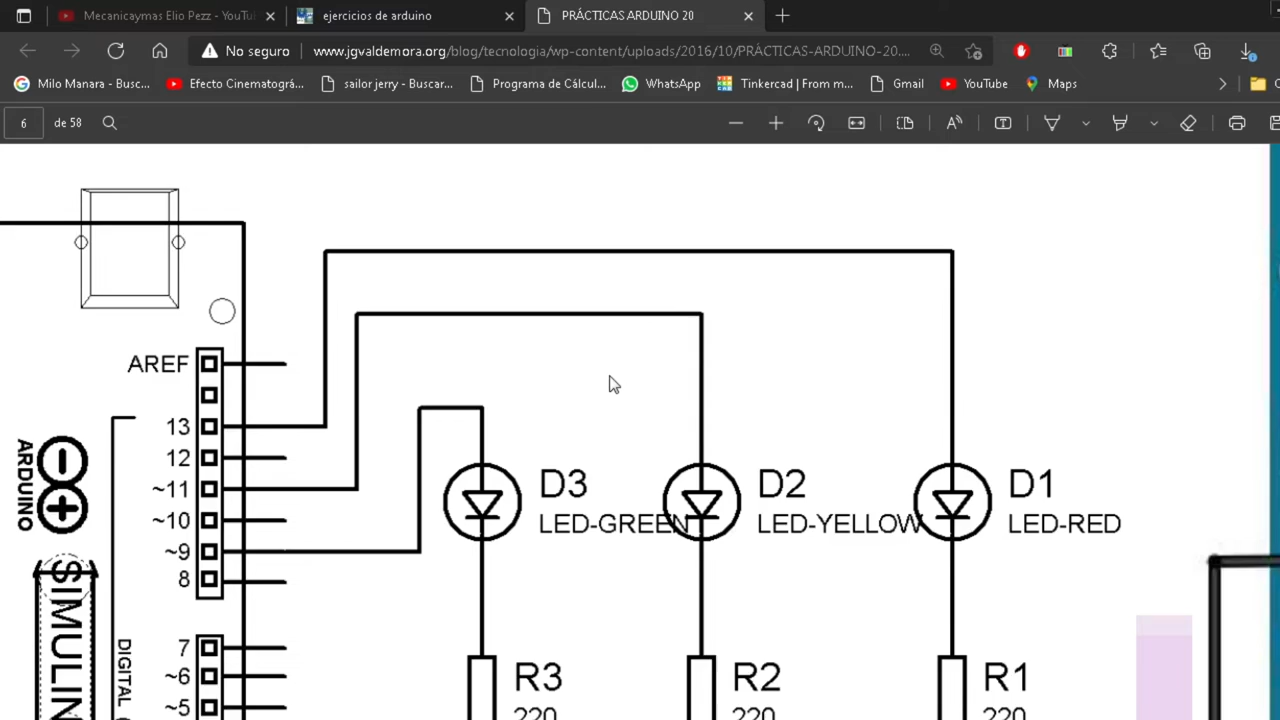 Mecanicaymas Elio Pezz - YouTu
ejercicios de arduino
PRÁCTICAS ARDUINO 20
No seguro
www.jgvaldemora.org/blog/tecnologia/wp-content/uploads/2016/10/PRÁCTICAS-ARDUINO-20....
Milo Manara - Busc...
Efecto Cinematográ...
sailor jerry - Buscar...
Programa de Cálcul...
WhatsApp
Tinkercad | From m...
Gmail
YouTube
Maps
6
de 58
AREF
13
12
~11
~10
~9
8
7
~6
~5
ARDUINO
SIMULIN
DIGITAL
D3
LED-GREEN
D2
LED-YELLOW
D1
LED-RED
R3
220
R2
220
R1
220